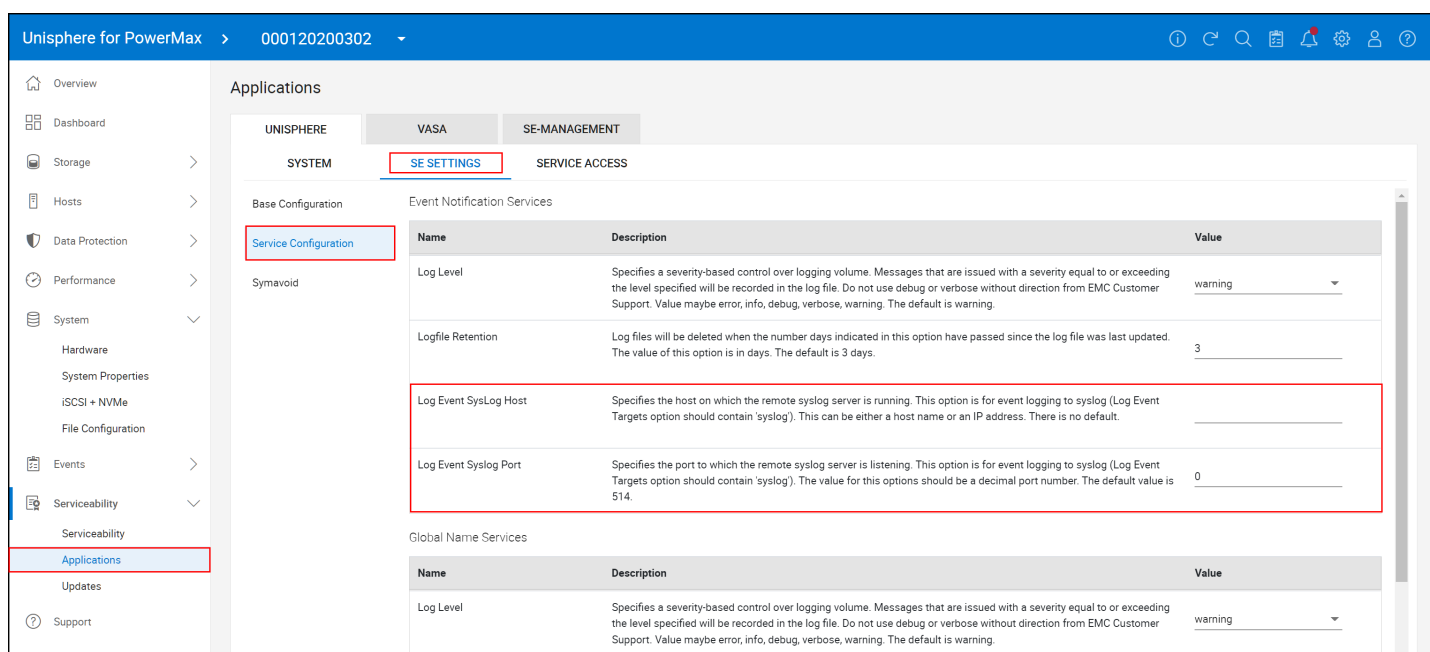 Unisphere for PowerMax > 000120200302
Overview
Dashboard
Storage
Hosts
Data Protection
Performance
System
Hardware
System Properties
iSCSI + NVMe
File Configuration
Events
Serviceability
Serviceability
Applications
Updates
Support
Applications
UNISPHERE VASA SE-MANAGEMENT
SYSTEM SE SETTINGS SERVICE ACCESS
Base Configuration
Service Configuration
Symavoid
Event Notification Services
Name Description Value
Log Level Specifies a severity-based control over logging volume. Messages that are issued with a severity equal to or exceeding
the level specified will be recorded in the log file. Do not use debug or verbose without direction from EMC Customer warning
Support. Value maybe error, info, debug, verbose, warning. The default is warning.
Logfile Retention Log files will be deleted when the number days indicated in this option have passed since the log file was last updated.
The value of this option is in days. The default is 3 days. 3
Log Event SysLog Host Specifies the host on which the remote syslog server is running. This option is for event logging to syslog (Log Event
Targets option should contain 'syslog'). This can be either a host name or an IP address. There is no default.
Log Event Syslog Port Specifies the port to which the remote syslog server is listening. This option is for event logging to syslog (Log Event
Targets option should contain 'syslog'). The value for this options should be a decimal port number. The default value is 0
514.
Global Name Services
Name Description Value
Log Level Specifies a severity-based control over logging volume. Messages that are issued with a severity equal to or exceeding
the level specified will be recorded in the log file. Do not use debug or verbose without direction from EMC Customer warning
Support. Value maybe error, info, debug, verbose, warning. The default is warning.